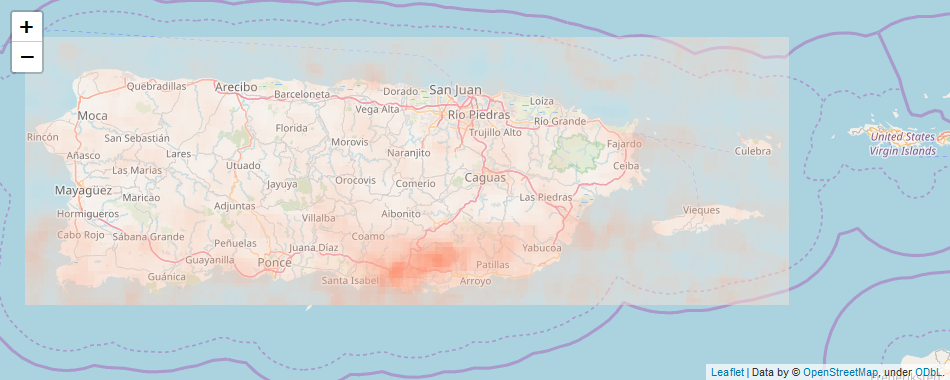 +
−
Quebradillas
Arecibo
Barceloneta
Dorado
San Juan
Loíza
Moca
Vega Alta
Río Piedras
Río Grande
Rincón
San Sebastián
Florida
Morovis
Trujillo Alto
Fajardo
United States
Virgin Islands
Añasco
Lares
Naranjito
Culebra
Las Marías
Utuado
Ceiba
Mayagüez
Maricao
Jayuya
Orocovis
Comerío
Caguas
Las Piedras
Hormigueros
Adjuntas
Villalba
Aibonito
Vieques
Cabo Rojo
Sábana Grande
Peñuelas
Juana Díaz
Coamo
Yabucoa
Guayanilla
Ponce
Patillas
Guánica
Santa Isabel
Arroyo
Leaflet | Data by © OpenStreetMap, under ODbL.